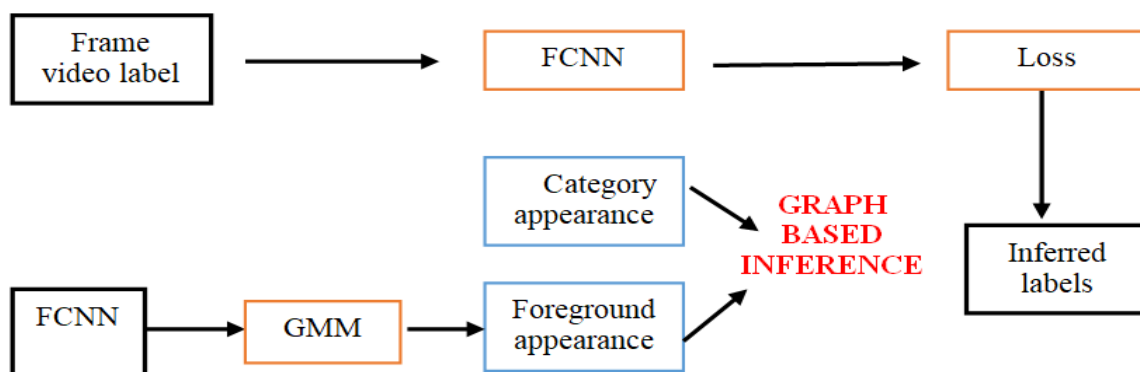 Frame
video label
FCNN
Loss
Category
appearance
GRAPH
BASED
INFERENCE
Inferred
labels
FCNN
GMM
Foreground
appearance